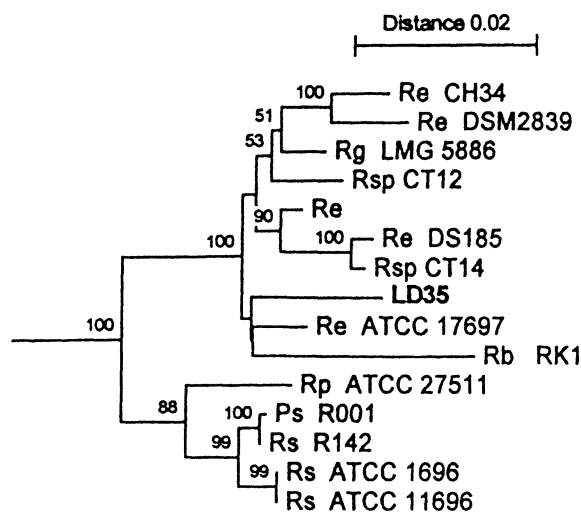 Distance 0.02
100 Re CH34
Re DSM2839
51
Rg LMG 5886
53
Rsp CT12
90 Re
100 Re DS185
Rsp CT14
100
LD35
Re ATCC 17697
Rb RK1
100
Rp ATCC 27511
88
100 Ps R001
Rs R142
99
99 Rs ATCC 1696
Rs ATCC 11696